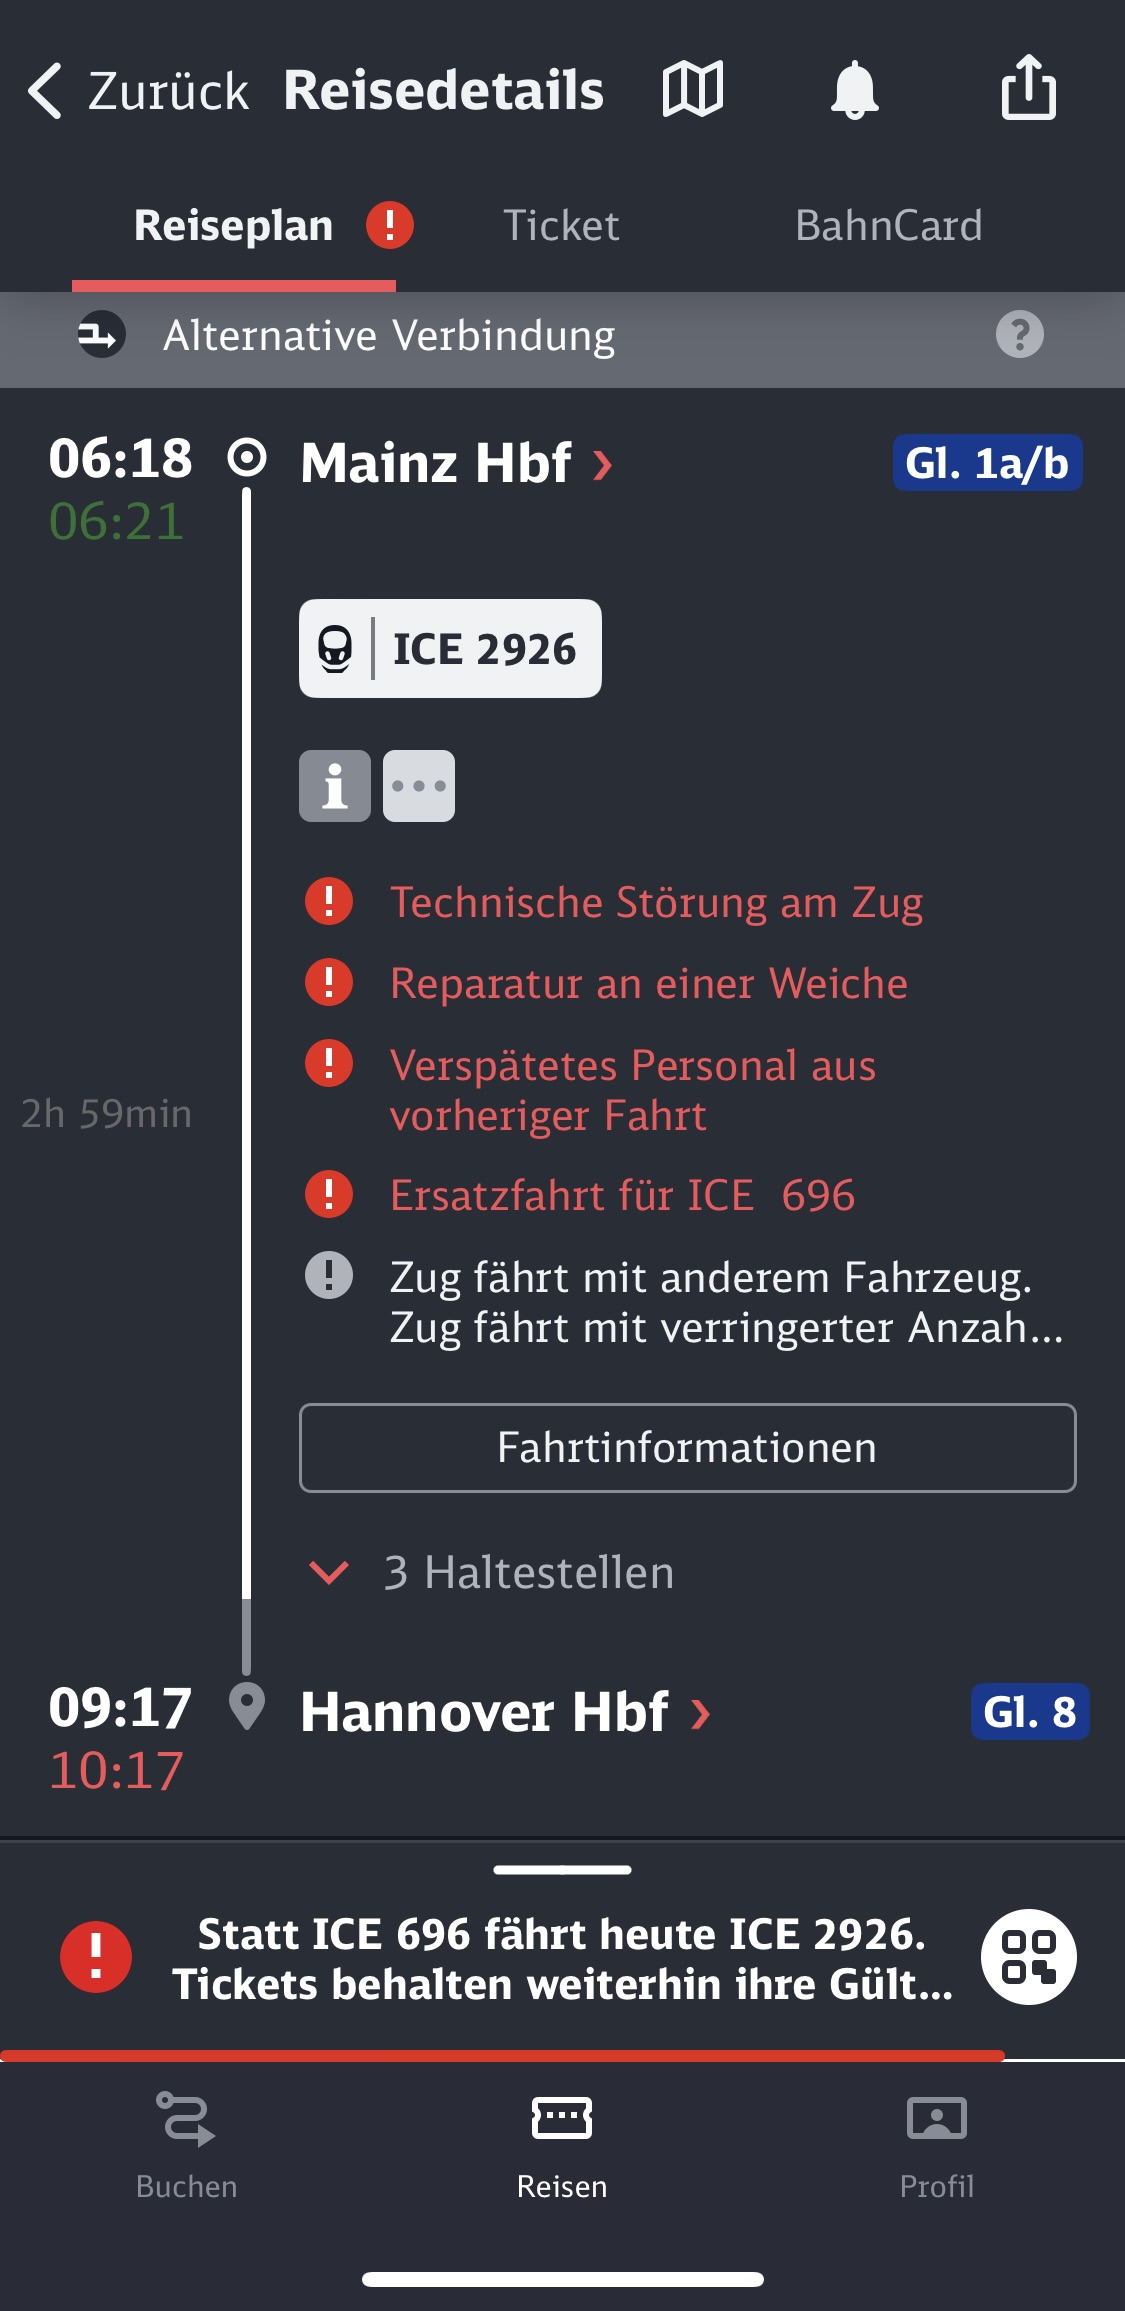 Zurück Reisedetails
Reiseplan Ticket BahnCard
Alternative Verbindung
06:18 Mainz Hbf Gl. 1a/b
06:21
ICE 2926
Technische Störung am Zug
Reparatur an einer Weiche
Verspätetes Personal aus
vorheriger Fahrt
2h 59min
Ersatzfahrt für ICE  696
Zug fährt mit anderem Fahrzeug.
Zug fährt mit verringerter Anzah...
Fahrtinformationen
3 Haltestellen
09:17 Hannover Hbf Gl. 8
10:17
Statt ICE 696 fährt heute ICE 2926.
Tickets behalten weiterhin ihre Gült...
Buchen Reisen Profil